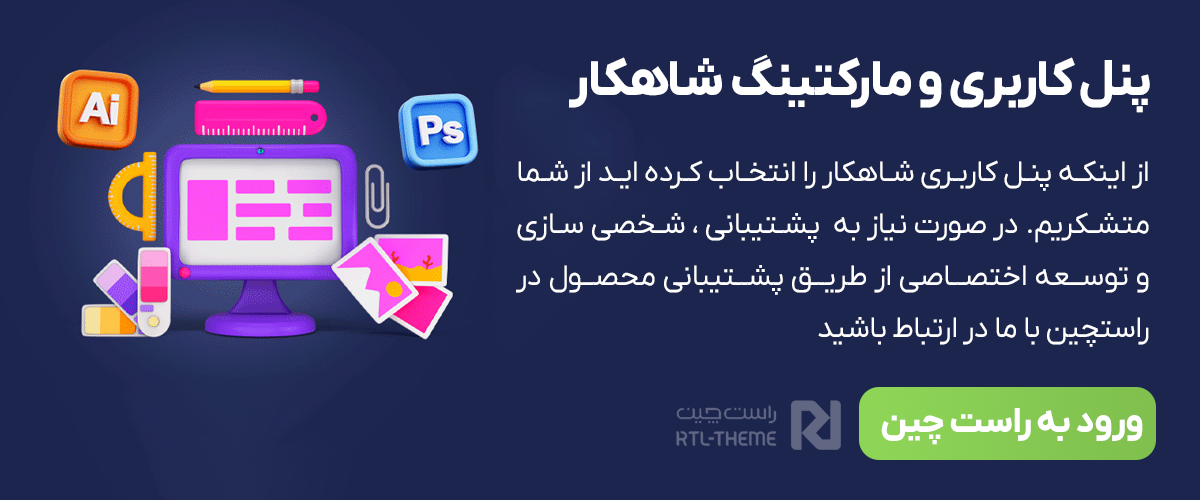 پنل کاربری و مارکتینگ شاهکار
از اینکه پنل کاربری شاهکار را انتخاب کرده اید از شما
متشکریم. در صورت نیاز به پشتیبانی ، شخصی سازی
و توسعه اختصاصی از طریق پشتیبانی محصول در
راستچین با ما در ارتباط باشید
ورود به راست چین
راست چین
RTL-THEME
Ai
Ps